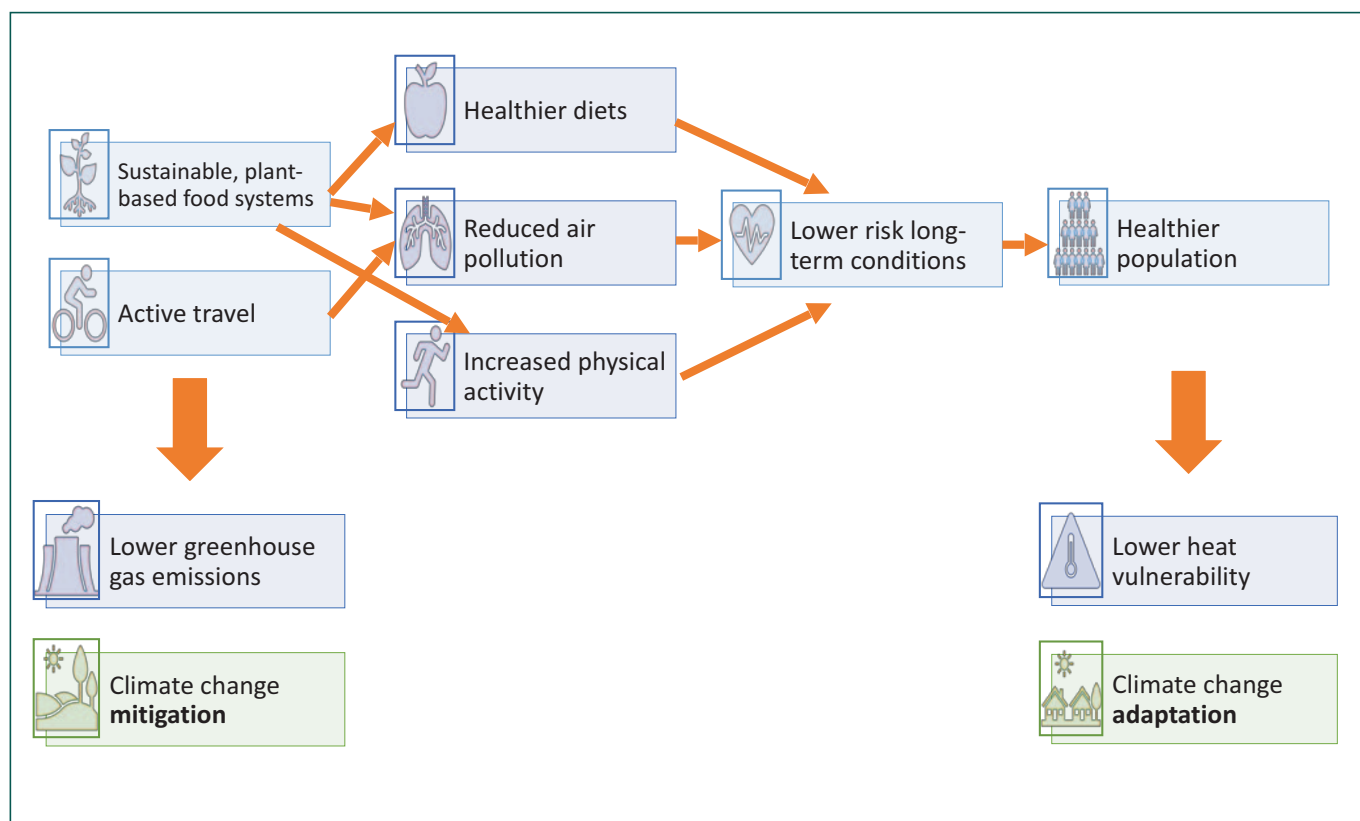 Healthier diets
Sustainable, plant-
based food systems
Reduced air
pollution
Lower risk long-
term conditions
Healthier
population
Active travel
Increased physical
activity
Lower greenhouse
gas emissions
Lower heat
vulnerability
Climate change
mitigation
Climate change
adaptation